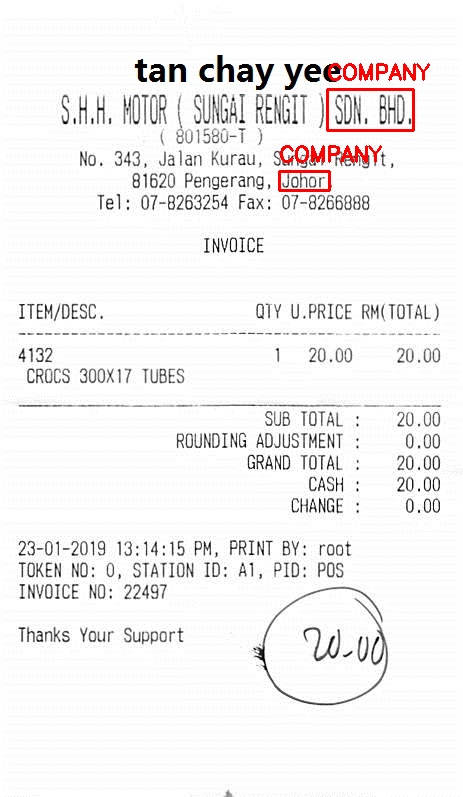 tan chay yee
COMPANY
S.H.H. MOTOR ( SUNGAI RENGIT ) SDN. BHD.
( 801580-T )
COMPANY
No. 343, Jalan Kurau, Sungai Rengit,
81620 Pengerang, Johor
Tel: 07-8263254 Fax: 07-8266888
INVOICE
ITEM/DESC. QTY U.PRICE RM(TOTAL)
4132 1 20.00 20.00
CROCS 300X17 TUBES
SUB TOTAL : 20.00
ROUNDING ADJUSTMENT : 0.00
GRAND TOTAL : 20.00
CASH : 20.00
CHANGE : 0.00
23-01-2019 13:14:15 PM, PRINT BY: root
TOKEN NO: 0, STATION ID: A1, PID: POS
INVOICE NO: 22497
Thanks Your Support
20-00